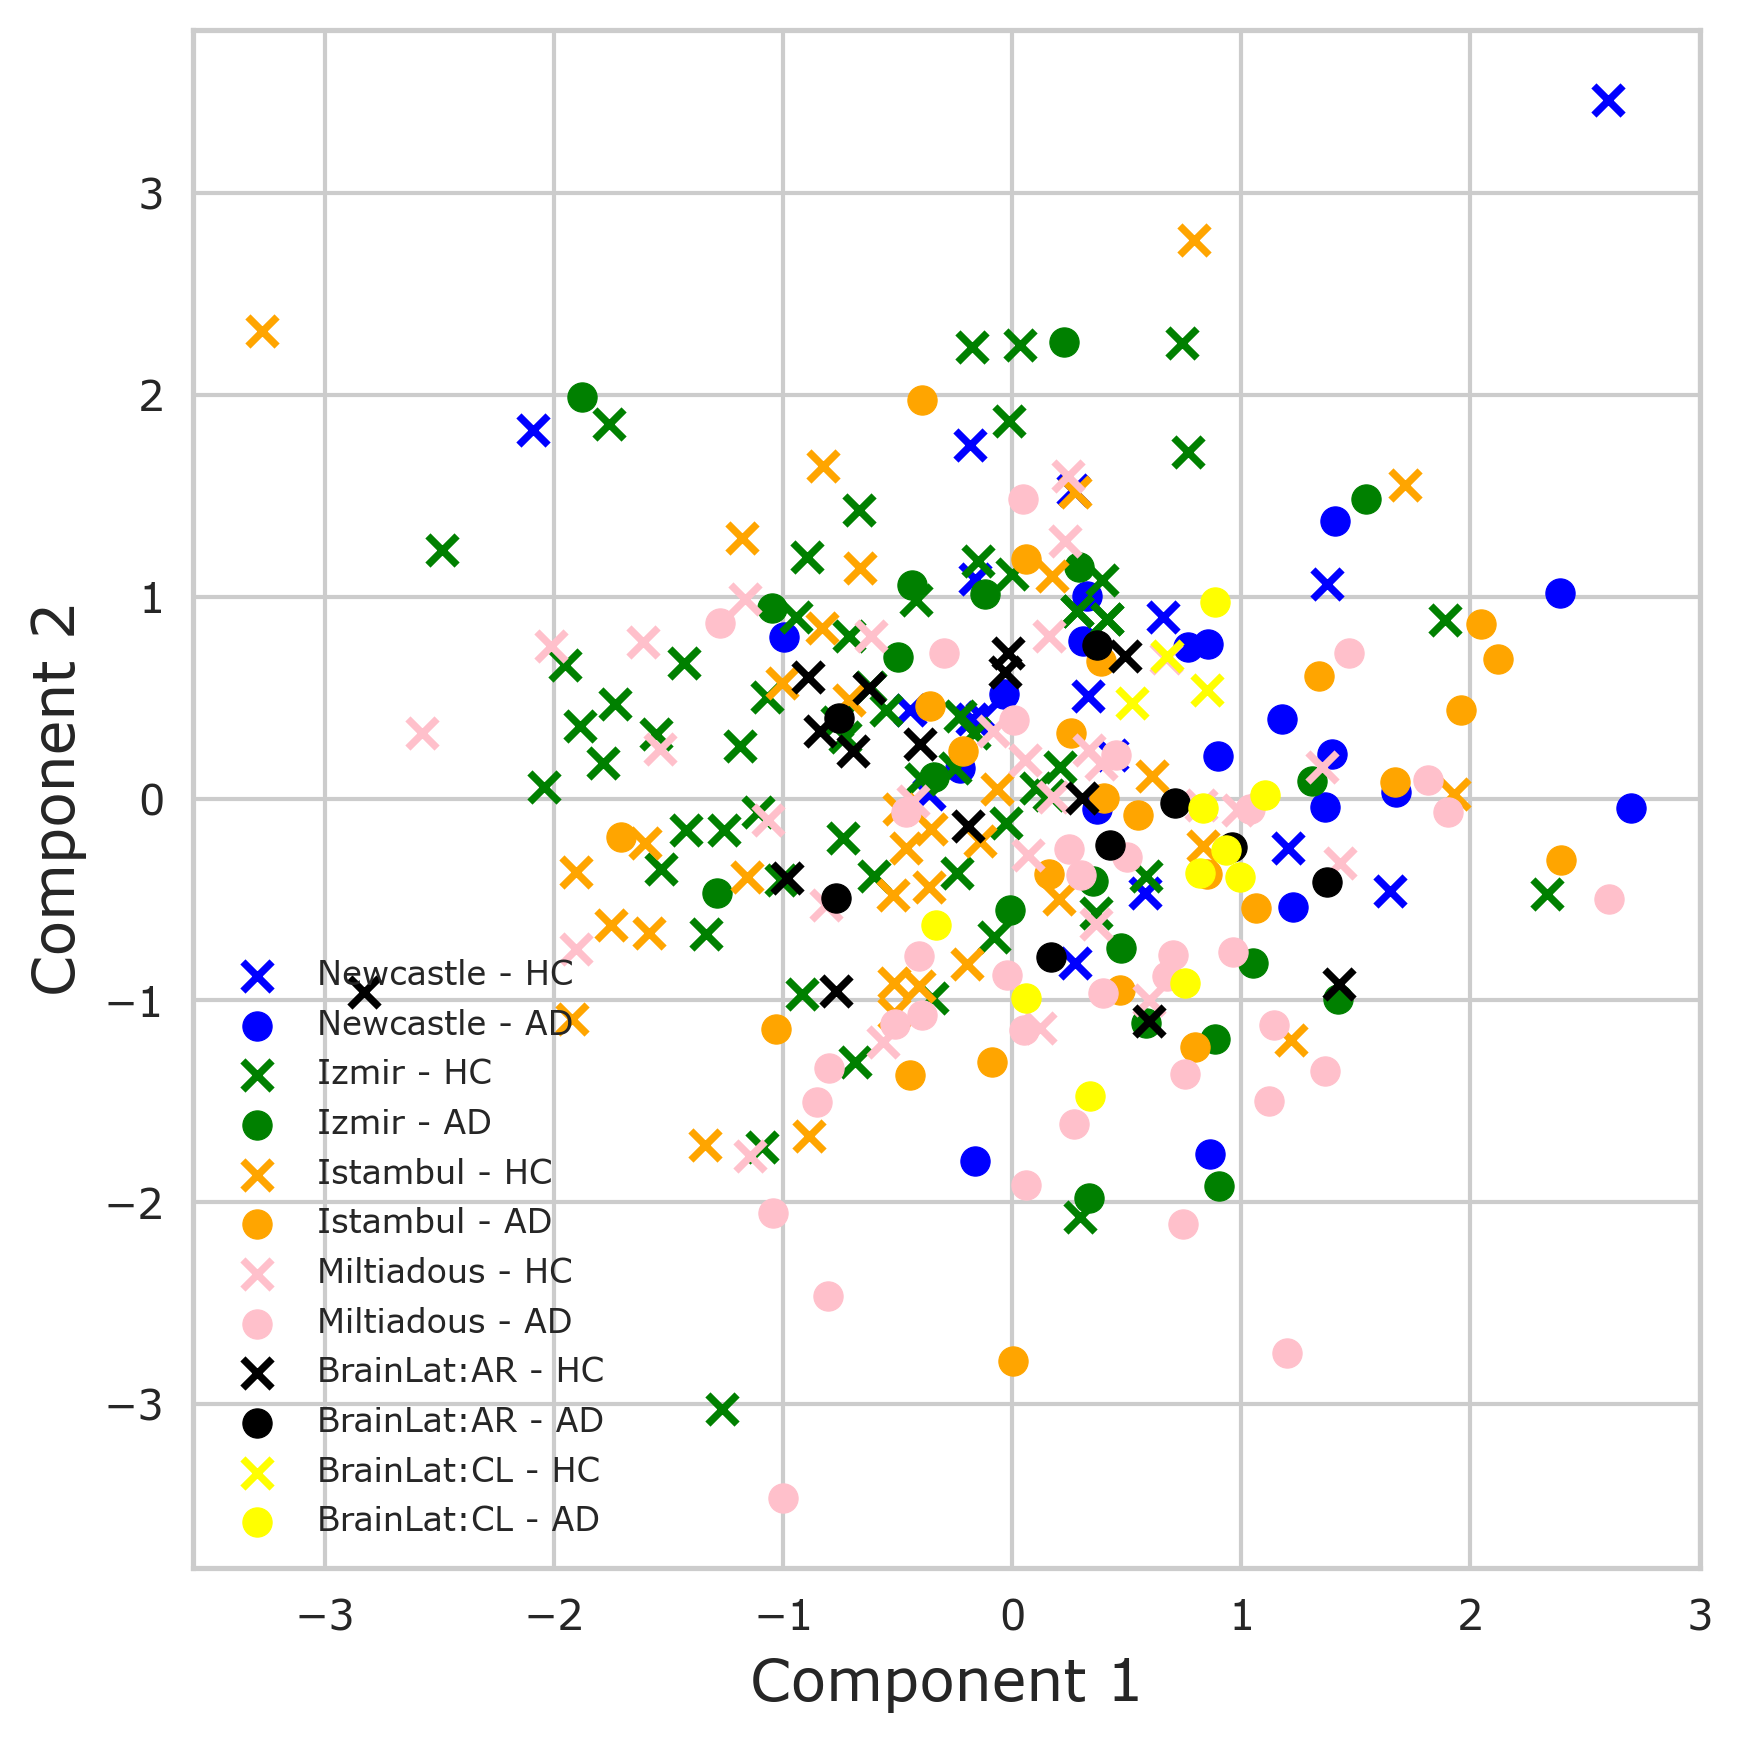 Component 2
3
2
1
0
−1
−2
−3
Newcastle - HC
Newcastle - AD
Izmir - HC
Izmir - AD
Istambul - HC
Istambul - AD
Miltiadous - HC
Miltiadous - AD
BrainLat:AR - HC
BrainLat:AR - AD
BrainLat:CL - HC
BrainLat:CL - AD
−3 −2 −1 0 1 2 3
Component 1